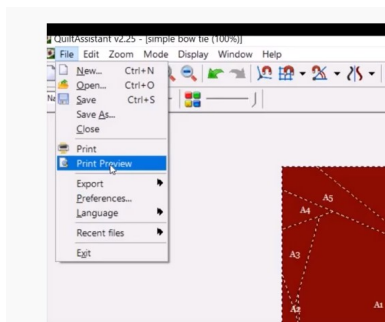 QuiltAssistant v2.25 - [simple bow tie (100%)]
File Edit Zoom Mode Display Window Help
New... Ctrl+N
Open... Ctrl+O
Save Ctrl+S
Save As...
Close
Print
Print Preview
Export
Preferences...
Language
Recent files
Exit
A5
A4
A3
A2
A1